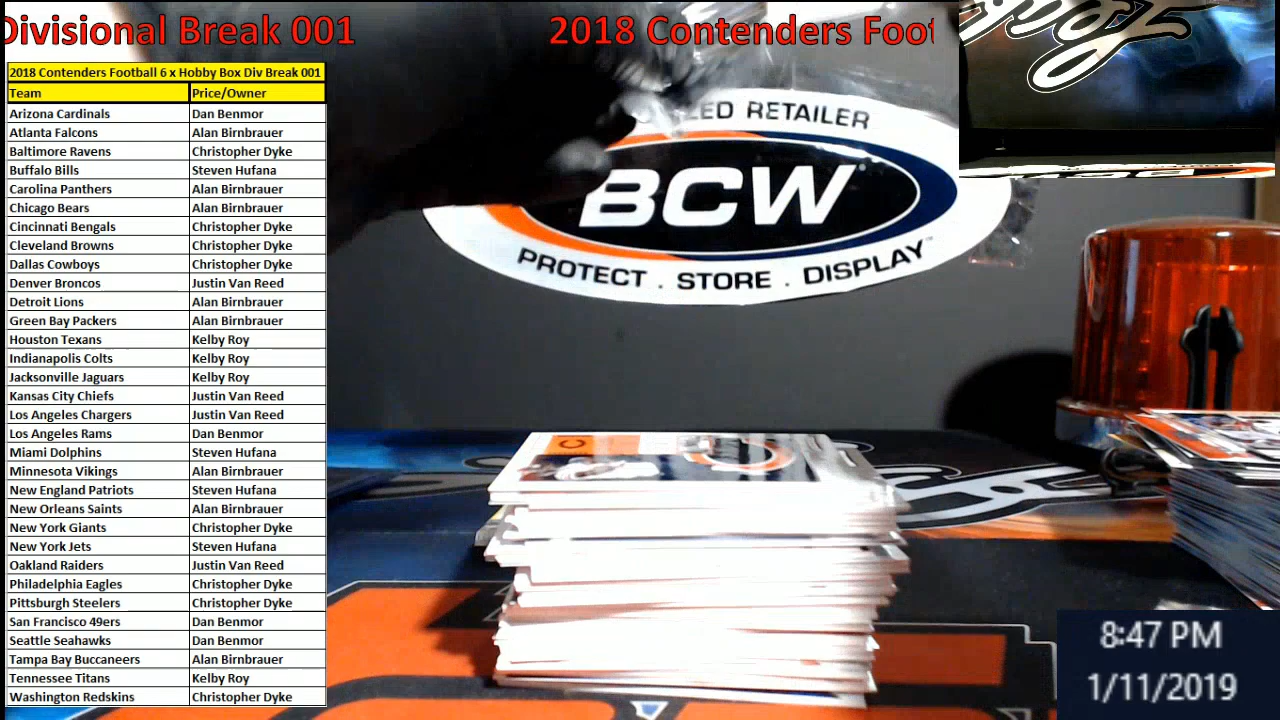 Divisional Break 001
2018 Contenders Foot
2018 Contenders Football 6 x Hobby Box Div Break 001
Team Price/Owner
Arizona Cardinals Dan Benmor
Atlanta Falcons Alan Birnbrauer
Baltimore Ravens Christopher Dyke
Buffalo Bills Steven Hufana
Carolina Panthers Alan Birnbrauer
Chicago Bears Alan Birnbrauer
Cincinnati Bengals Christopher Dyke
Cleveland Browns Christopher Dyke
Dallas Cowboys Christopher Dyke
Denver Broncos Justin Van Reed
Detroit Lions Alan Birnbrauer
Green Bay Packers Alan Birnbrauer
Houston Texans Kelby Roy
Indianapolis Colts Kelby Roy
Jacksonville Jaguars Kelby Roy
Kansas City Chiefs Justin Van Reed
Los Angeles Chargers Justin Van Reed
Los Angeles Rams Dan Benmor
Miami Dolphins Steven Hufana
Minnesota Vikings Alan Birnbrauer
New England Patriots Steven Hufana
New Orleans Saints Alan Birnbrauer
New York Giants Christopher Dyke
New York Jets Steven Hufana
Oakland Raiders Justin Van Reed
Philadelphia Eagles Christopher Dyke
Pittsburgh Steelers Christopher Dyke
San Francisco 49ers Dan Benmor
Seattle Seahawks Dan Benmor
Tampa Bay Buccaneers Alan Birnbrauer
Tennessee Titans Kelby Roy
Washington Redskins Christopher Dyke
RETAILER
BCW
PROTECT . STORE . DISPLAY™
8:47 PM
1/11/2019